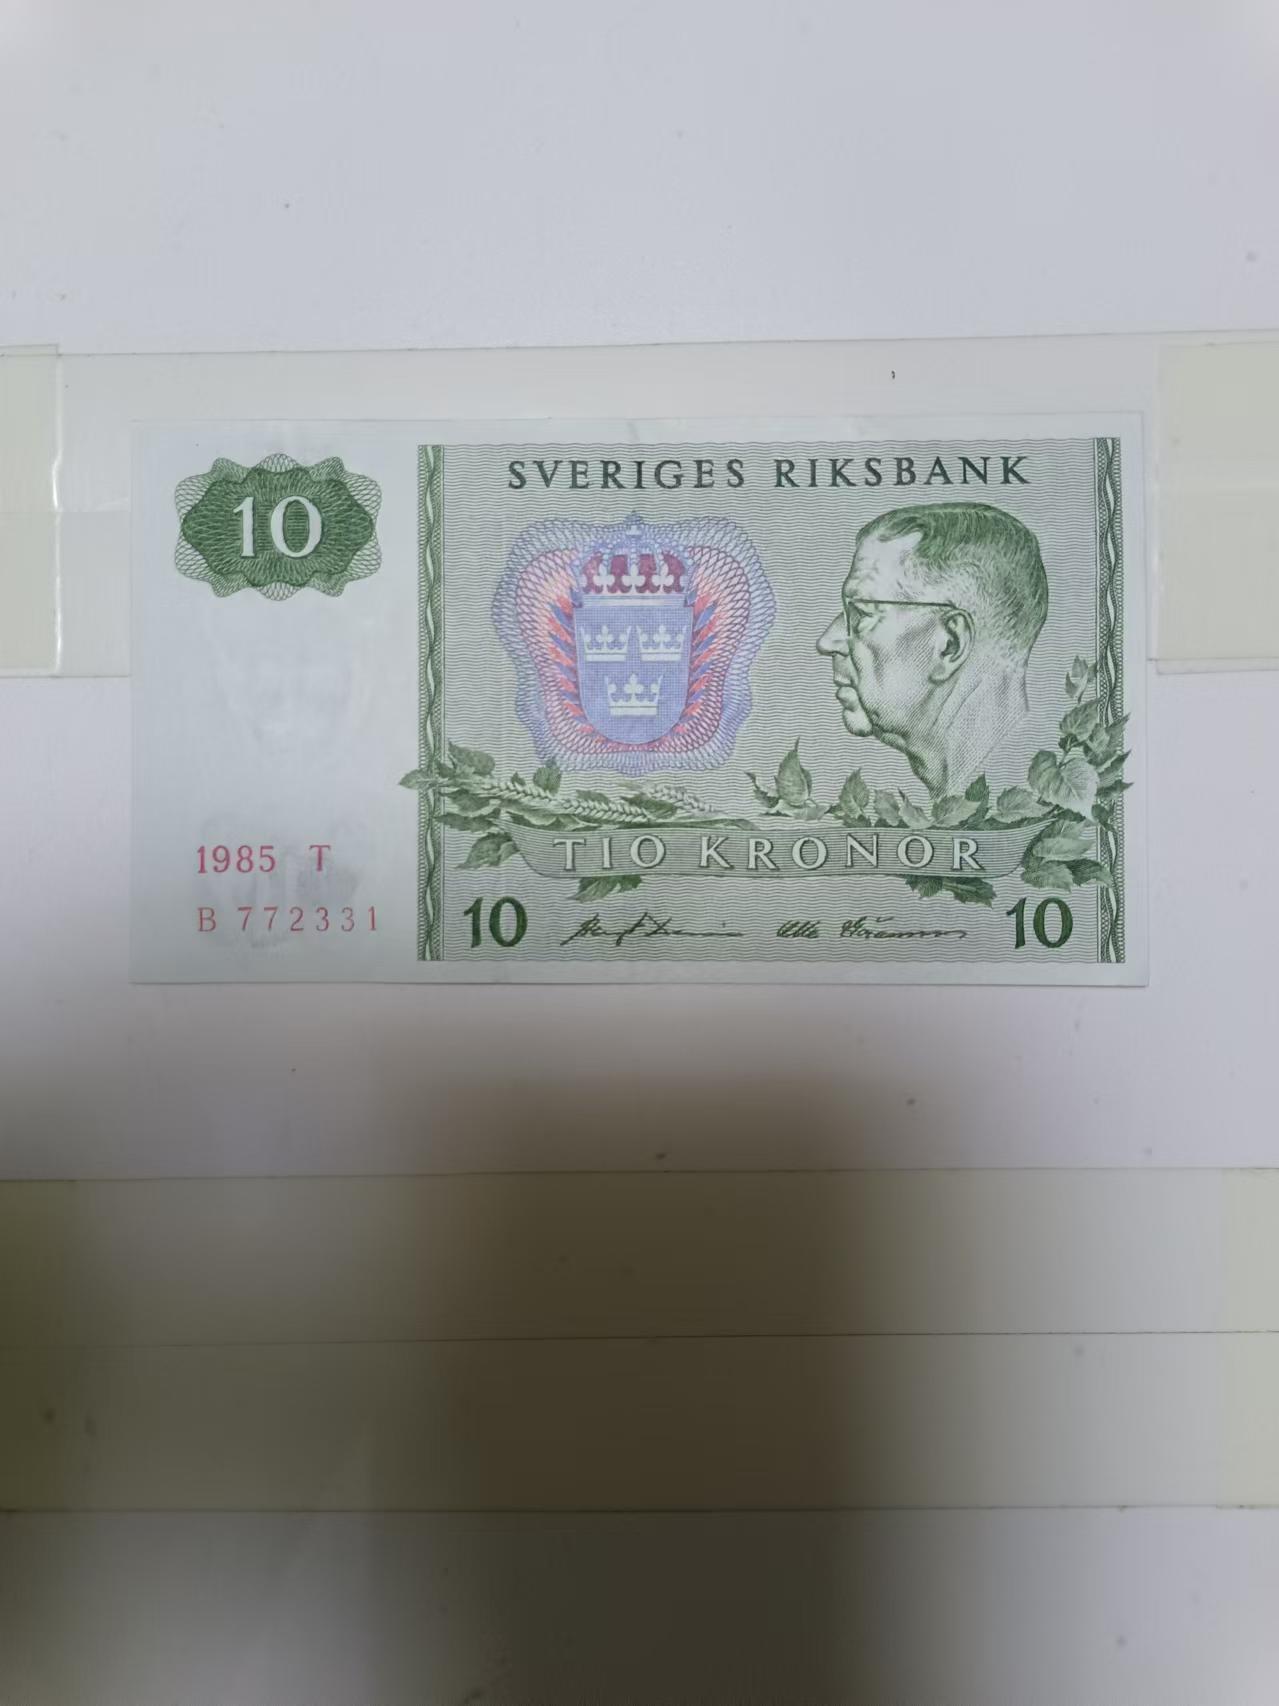 SVERIGES RIKSBANK
10
TIO KRONOR
1985 T
B 772331
10
10